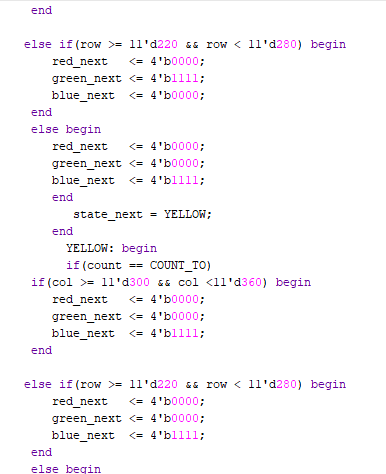 end
else if(row >= 11'd220 && row < 11'd280) begin
red_next <= 4'b0000;
green_next <= 4'b1111;
blue_next <= 4'b0000;
end
else begin
red_next <= 4'b0000;
green_next <= 4'b0000;
blue_next <= 4'b1111;
end
state_next = YELLOW;
end
YELLOW: begin
if(count == COUNT_TO)
if(col >= 11'd300 && col <11'd360) begin
red_next <= 4'b0000;
green_next <= 4'b0000;
blue_next <= 4'b1111;
end
else if(row >= 11'd220 && row < 11'd280) begin
red_next <= 4'b0000;
green_next <= 4'b0000;
blue_next <= 4'b1111;
end
else begin